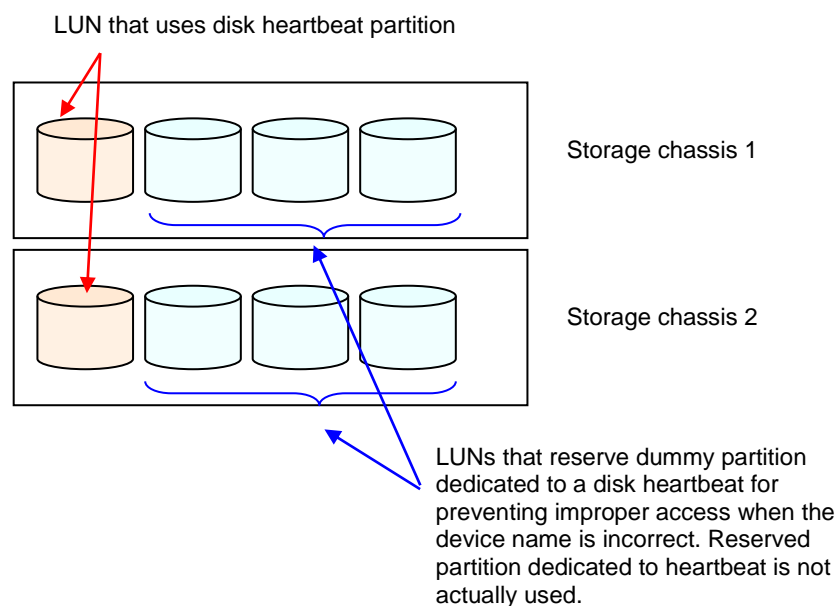 LUN that uses disk heartbeat partition
Storage chassis 1
Storage chassis 2
LUNs that reserve dummy partition
dedicated to a disk heartbeat for
preventing improper access when the
device name is incorrect. Reserved
partition dedicated to heartbeat is not
actually used.